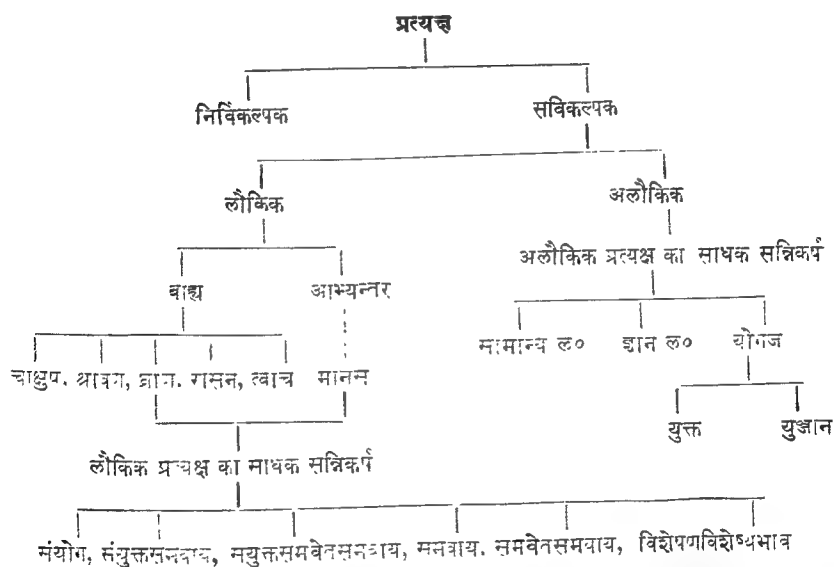 प्रत्यक्ष
निर्विकल्पक सविकल्पक
लौकिक अलौकिक
अलौकिक प्रत्यक्ष का साधक सन्निकर्ष
बाह्य आभ्यन्तर
सामान्य ल० ज्ञान ल० योगज
चाक्षुष. श्रावण, घ्राण. रासन, त्वाच मानस
युक्त युञ्जान
लौकिक प्रत्यक्ष का साधक सन्निकर्ष
संयोग, संयुक्तसमवाय, संयुक्तसमवेतसमवाय, समवाय. समवेतसमवाय, विशेषणविशेष्यभाव